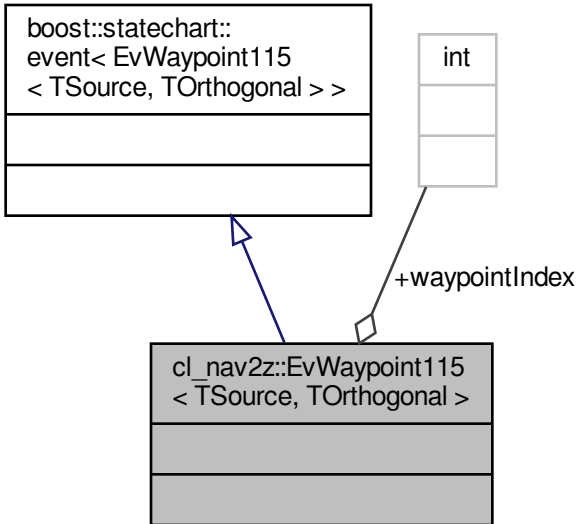 boost::statechart::
event< EvWaypoint115
< TSource, TOrthogonal > >
int
+waypointIndex
cl_nav2z::EvWaypoint115
< TSource, TOrthogonal >